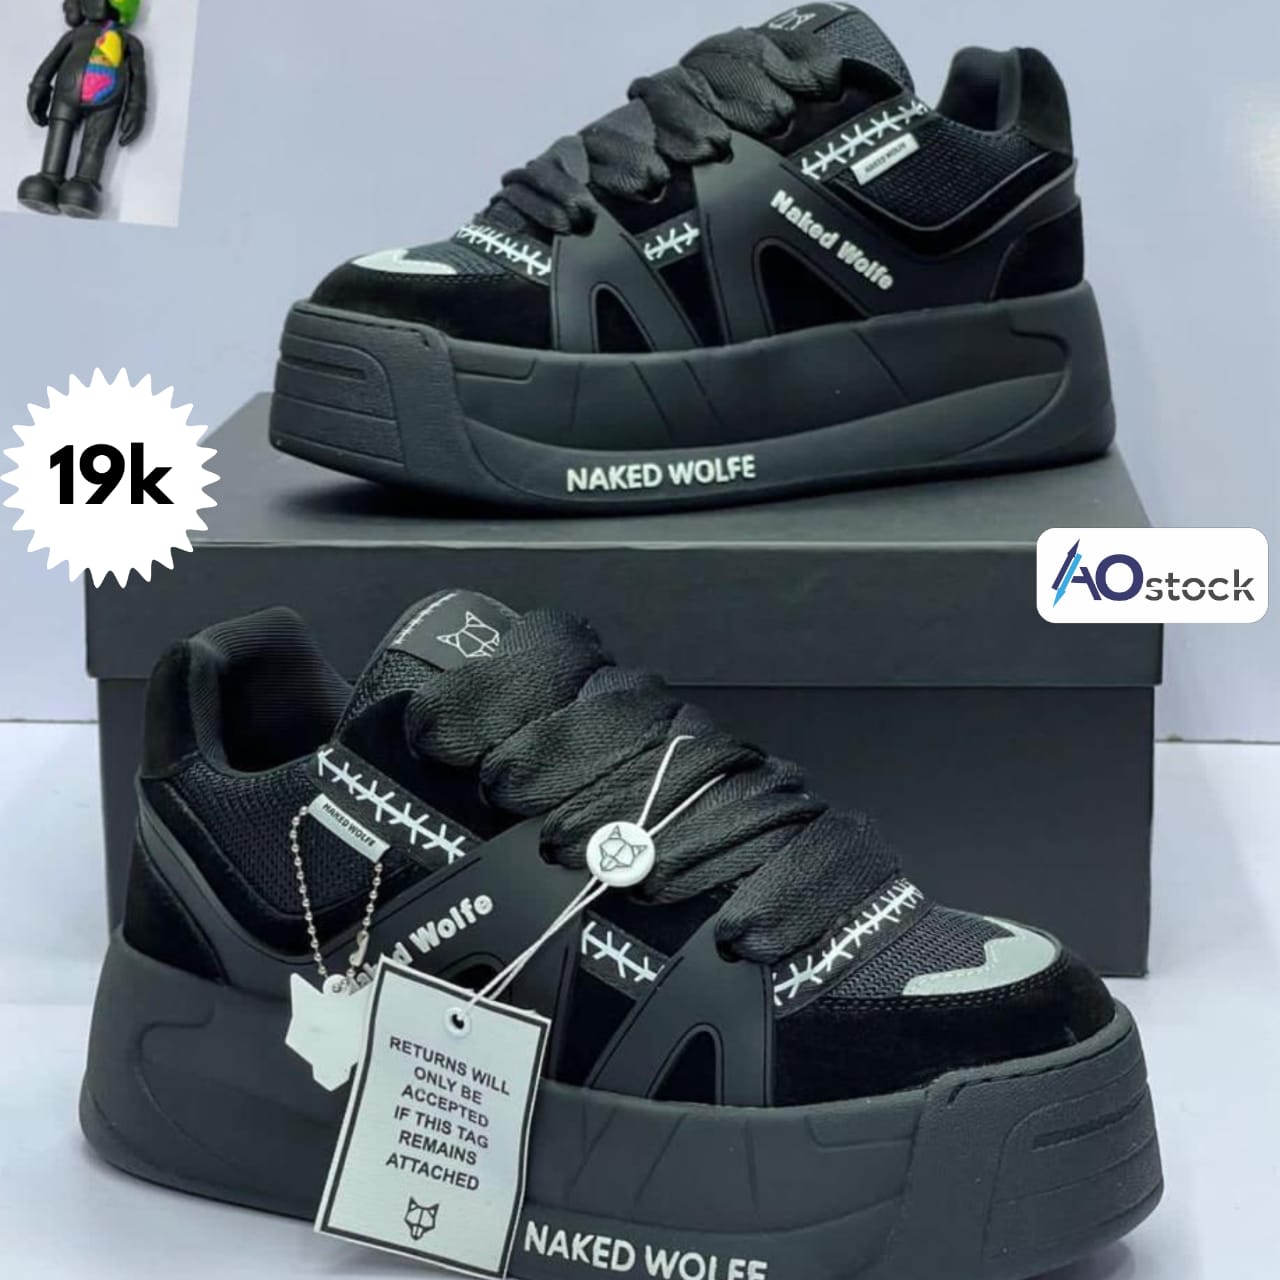 NAKED WOLFE
Naked Wolfe
NAKED WOLFE
19k
AOstock
NAKED WOLFE
Wolfe
RETURNS WILL
ONLY BE
ACCEPTED
IF THIS TAG
REMAINS
ATTACHED
NAKED WOLFE